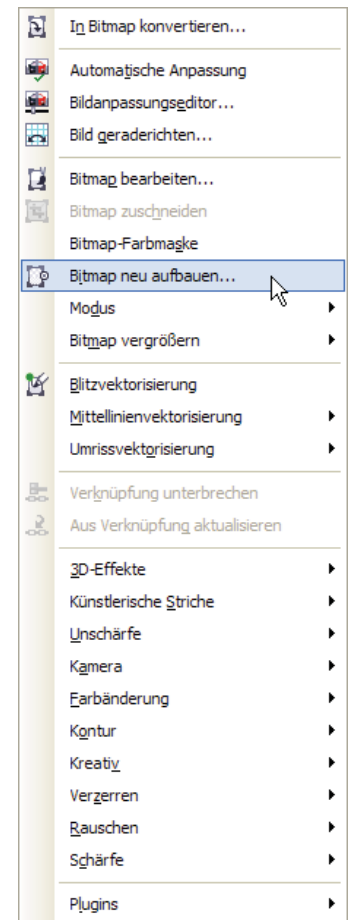 In Bitmap konvertieren...
Automatische Anpassung
Bildanpassungseditor...
Bild geraderichten...
Bitmap bearbeiten...
Bitmap zuschneiden
Bitmap-Farbmaske
Bitmap neu aufbauen...
Modus
Bitmap vergrößern
Blitzvektorisierung
Mittellinienvektorisierung
Umrissvektorisierung
Verknüpfung unterbrechen
Aus Verknüpfung aktualisieren
3D-Effekte
Künstlerische Striche
Unschärfe
Kamera
Farbänderung
Kontur
Kreativ
Verzerren
Rauschen
Schärfe
Plugins